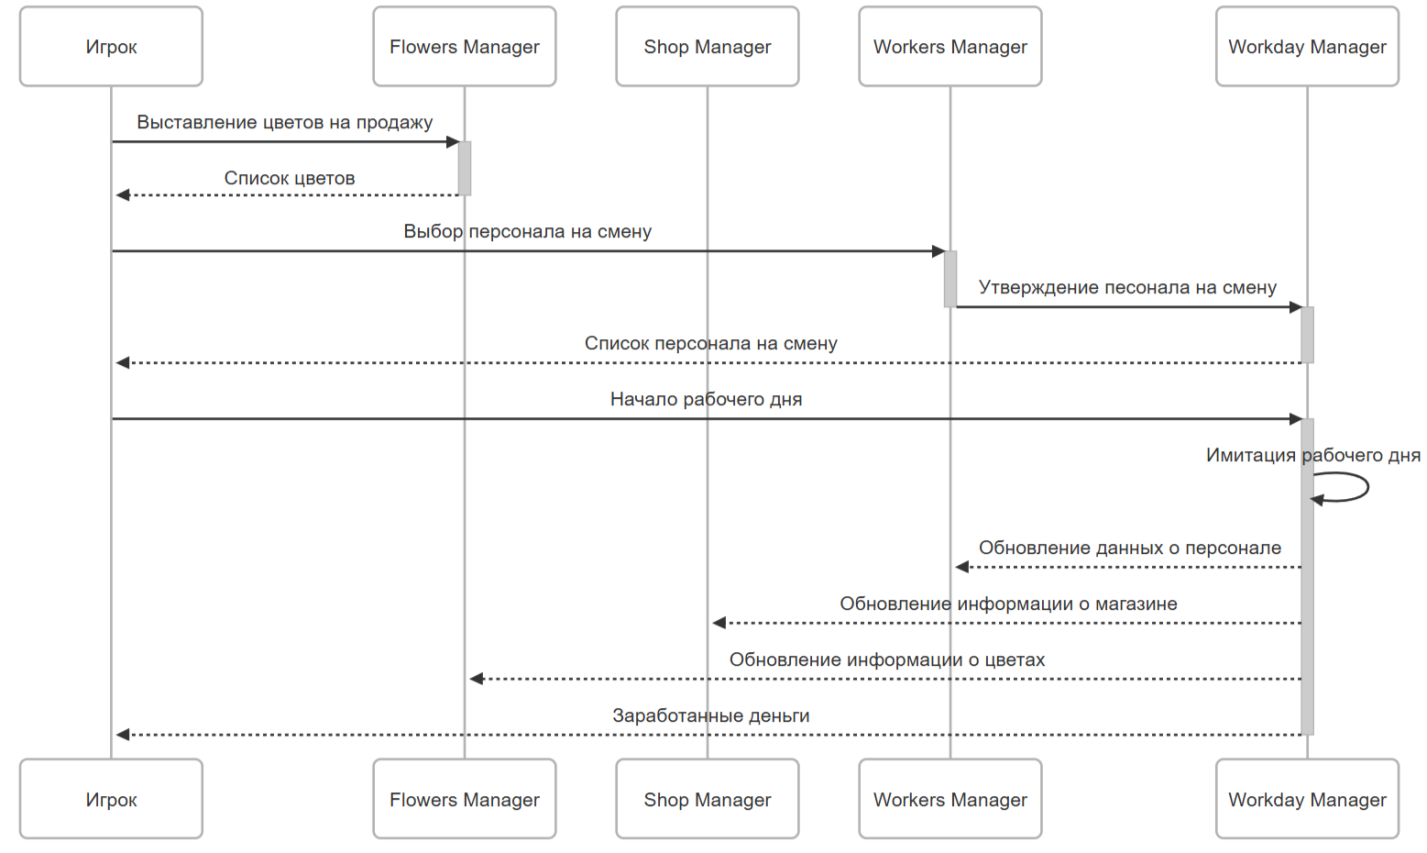 Игрок
Flowers Manager
Shop Manager
Workers Manager
Workday Manager
Выставление цветов на продажу
Список цветов
Выбор персонала на смену
Утверждение песонала на смену
Список персонала на смену
Начало рабочего дня
Имитация рабочего дня
Обновление данных о персонале
Обновление информации о магазине
Обновление информации о цветах
Заработанные деньги
Игрок
Flowers Manager
Shop Manager
Workers Manager
Workday Manager